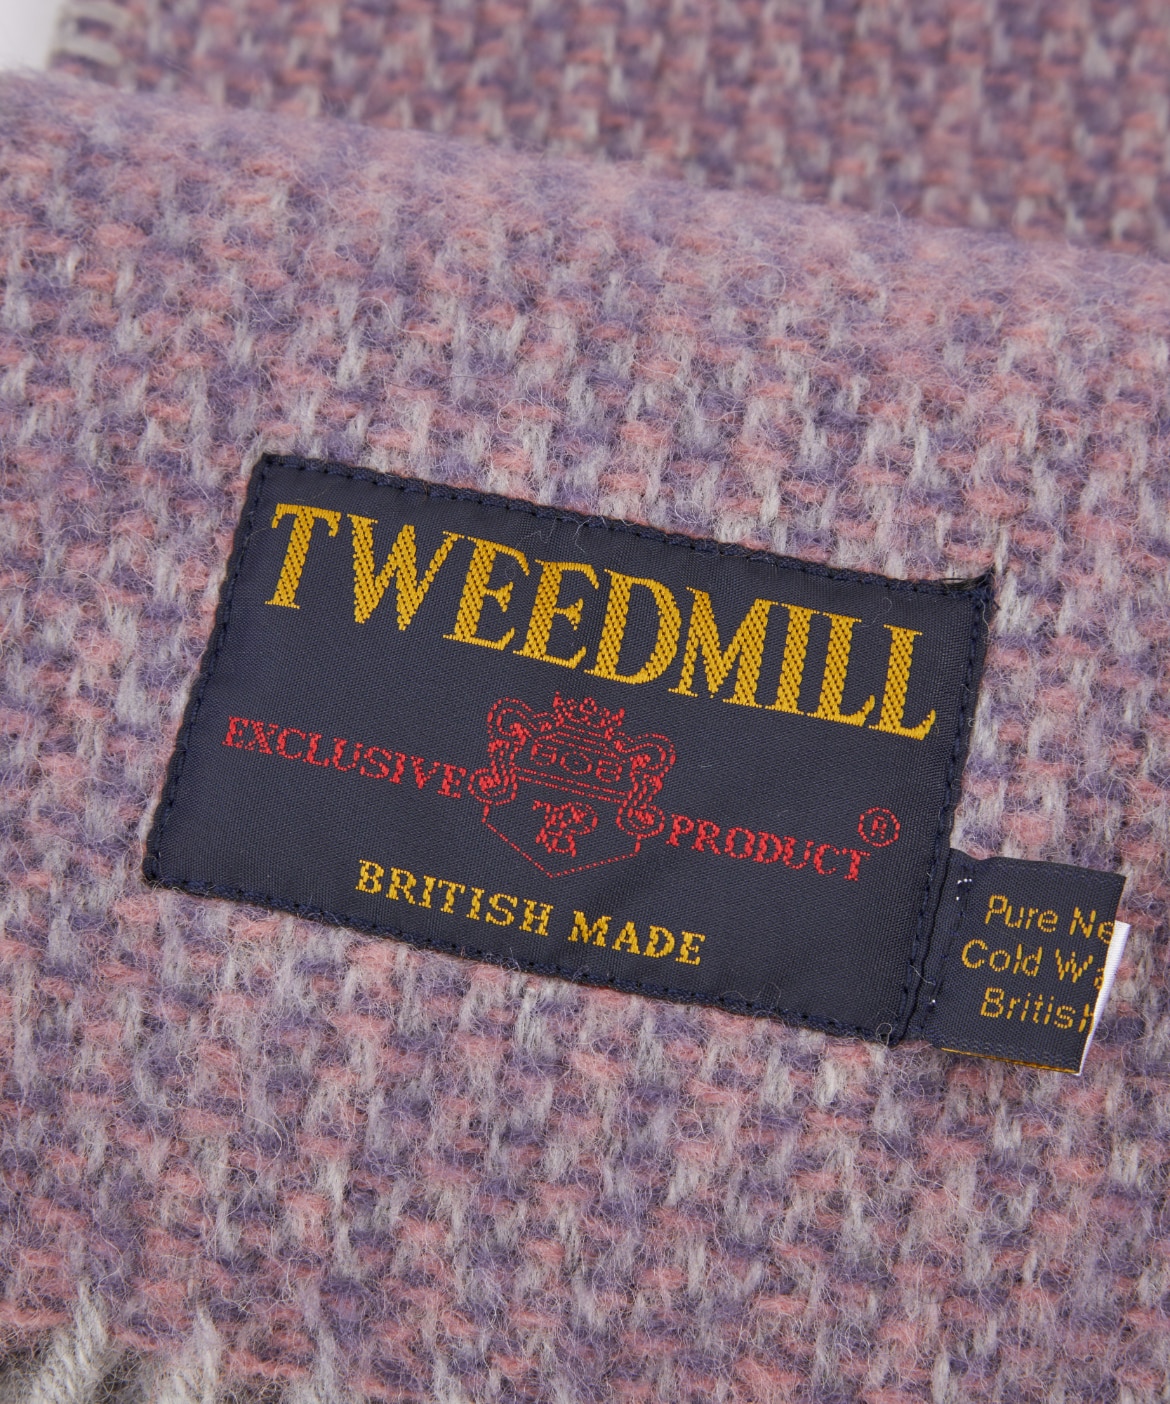 TWEEDMILL
EXCLUSIVE PRODUCT ®
BRITISH MADE
Pure Ne
Cold Wa
British